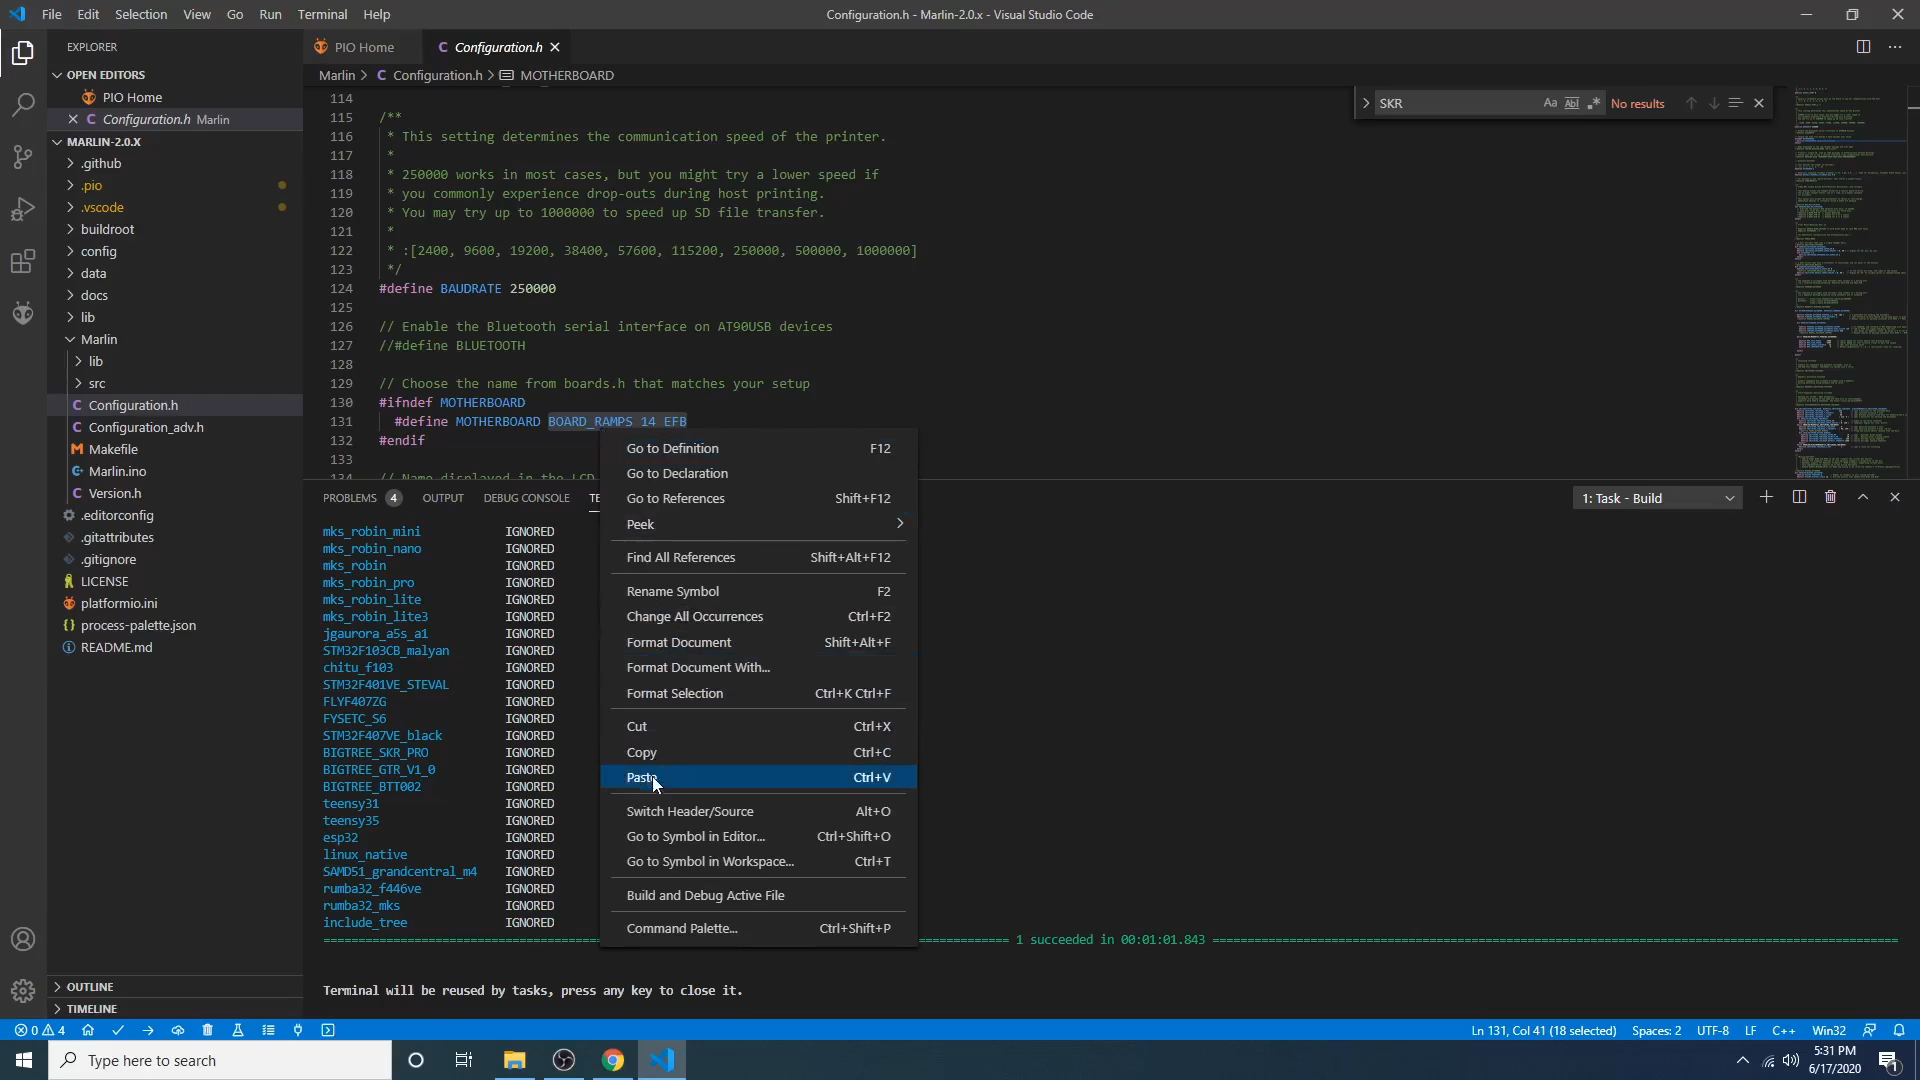 File Edit Selection View Go Run Terminal Help
Configuration.h - Marlin-2.0.x - Visual Studio Code
EXPLORER
OPEN EDITORS
PIO Home
Configuration.h Marlin
MARLIN-2.0.X
.github
.pio
.vscode
buildroot
config
data
docs
lib
Marlin
lib
src
Configuration.h
Configuration_adv.h
Makefile
Marlin.ino
Version.h
.editorconfig
.gitattributes
.gitignore
LICENSE
platformio.ini
process-palette.json
README.md
OUTLINE
TIMELINE
PIO Home
Configuration.h
Marlin > Configuration.h > MOTHERBOARD
SKR
Aa Abl .*
No results
114
115 /**
116 * This setting determines the communication speed of the printer.
117 *
118 * 250000 works in most cases, but you might try a lower speed if
119 * you commonly experience drop-outs during host printing.
120 * You may try up to 1000000 to speed up SD file transfer.
121 *
122 * :[2400, 9600, 19200, 38400, 57600, 115200, 250000, 500000, 1000000]
123 */
124 #define BAUDRATE 250000
125
126 // Enable the Bluetooth serial interface on AT90USB devices
127 //#define BLUETOOTH
128
129 // Choose the name from boards.h that matches your setup
130 #ifndef MOTHERBOARD
131 #define MOTHERBOARD BOARD_RAMPS_14_EFB
132 #endif
133
134 // Name displayed in the LCD
PROBLEMS 4 OUTPUT DEBUG CONSOLE TE
1: Task - Build
mks_robin_mini IGNORED
mks_robin_nano IGNORED
mks_robin IGNORED
mks_robin_pro IGNORED
mks_robin_lite IGNORED
mks_robin_lite3 IGNORED
jgaurora_a5s_a1 IGNORED
STM32F103CB_malyan IGNORED
chitu_f103 IGNORED
STM32F401VE_STEVAL IGNORED
FLYF407ZG IGNORED
FYSETC_S6 IGNORED
STM32F407VE_black IGNORED
BIGTREE_SKR_PRO IGNORED
BIGTREE_GTR_V1_0 IGNORED
BIGTREE_BTT002 IGNORED
teensy31 IGNORED
teensy35 IGNORED
esp32 IGNORED
linux_native IGNORED
SAMD51_grandcentral_m4 IGNORED
rumba32_f446ve IGNORED
rumba32_mks IGNORED
include_tree IGNORED
1 succeeded in 00:01:01.843
Terminal will be reused by tasks, press any key to close it.
Go to Definition F12
Go to Declaration
Go to References Shift+F12
Peek
Find All References Shift+Alt+F12
Rename Symbol F2
Change All Occurrences Ctrl+F2
Format Document Shift+Alt+F
Format Document With...
Format Selection Ctrl+K Ctrl+F
Cut Ctrl+X
Copy Ctrl+C
Paste Ctrl+V
Switch Header/Source Alt+O
Go to Symbol in Editor... Ctrl+Shift+O
Go to Symbol in Workspace... Ctrl+T
Build and Debug Active File
Command Palette... Ctrl+Shift+P
0 4
Ln 131, Col 41 (18 selected) Spaces: 2 UTF-8 LF C++ Win32
Type here to search
5:31 PM
6/17/2020
1